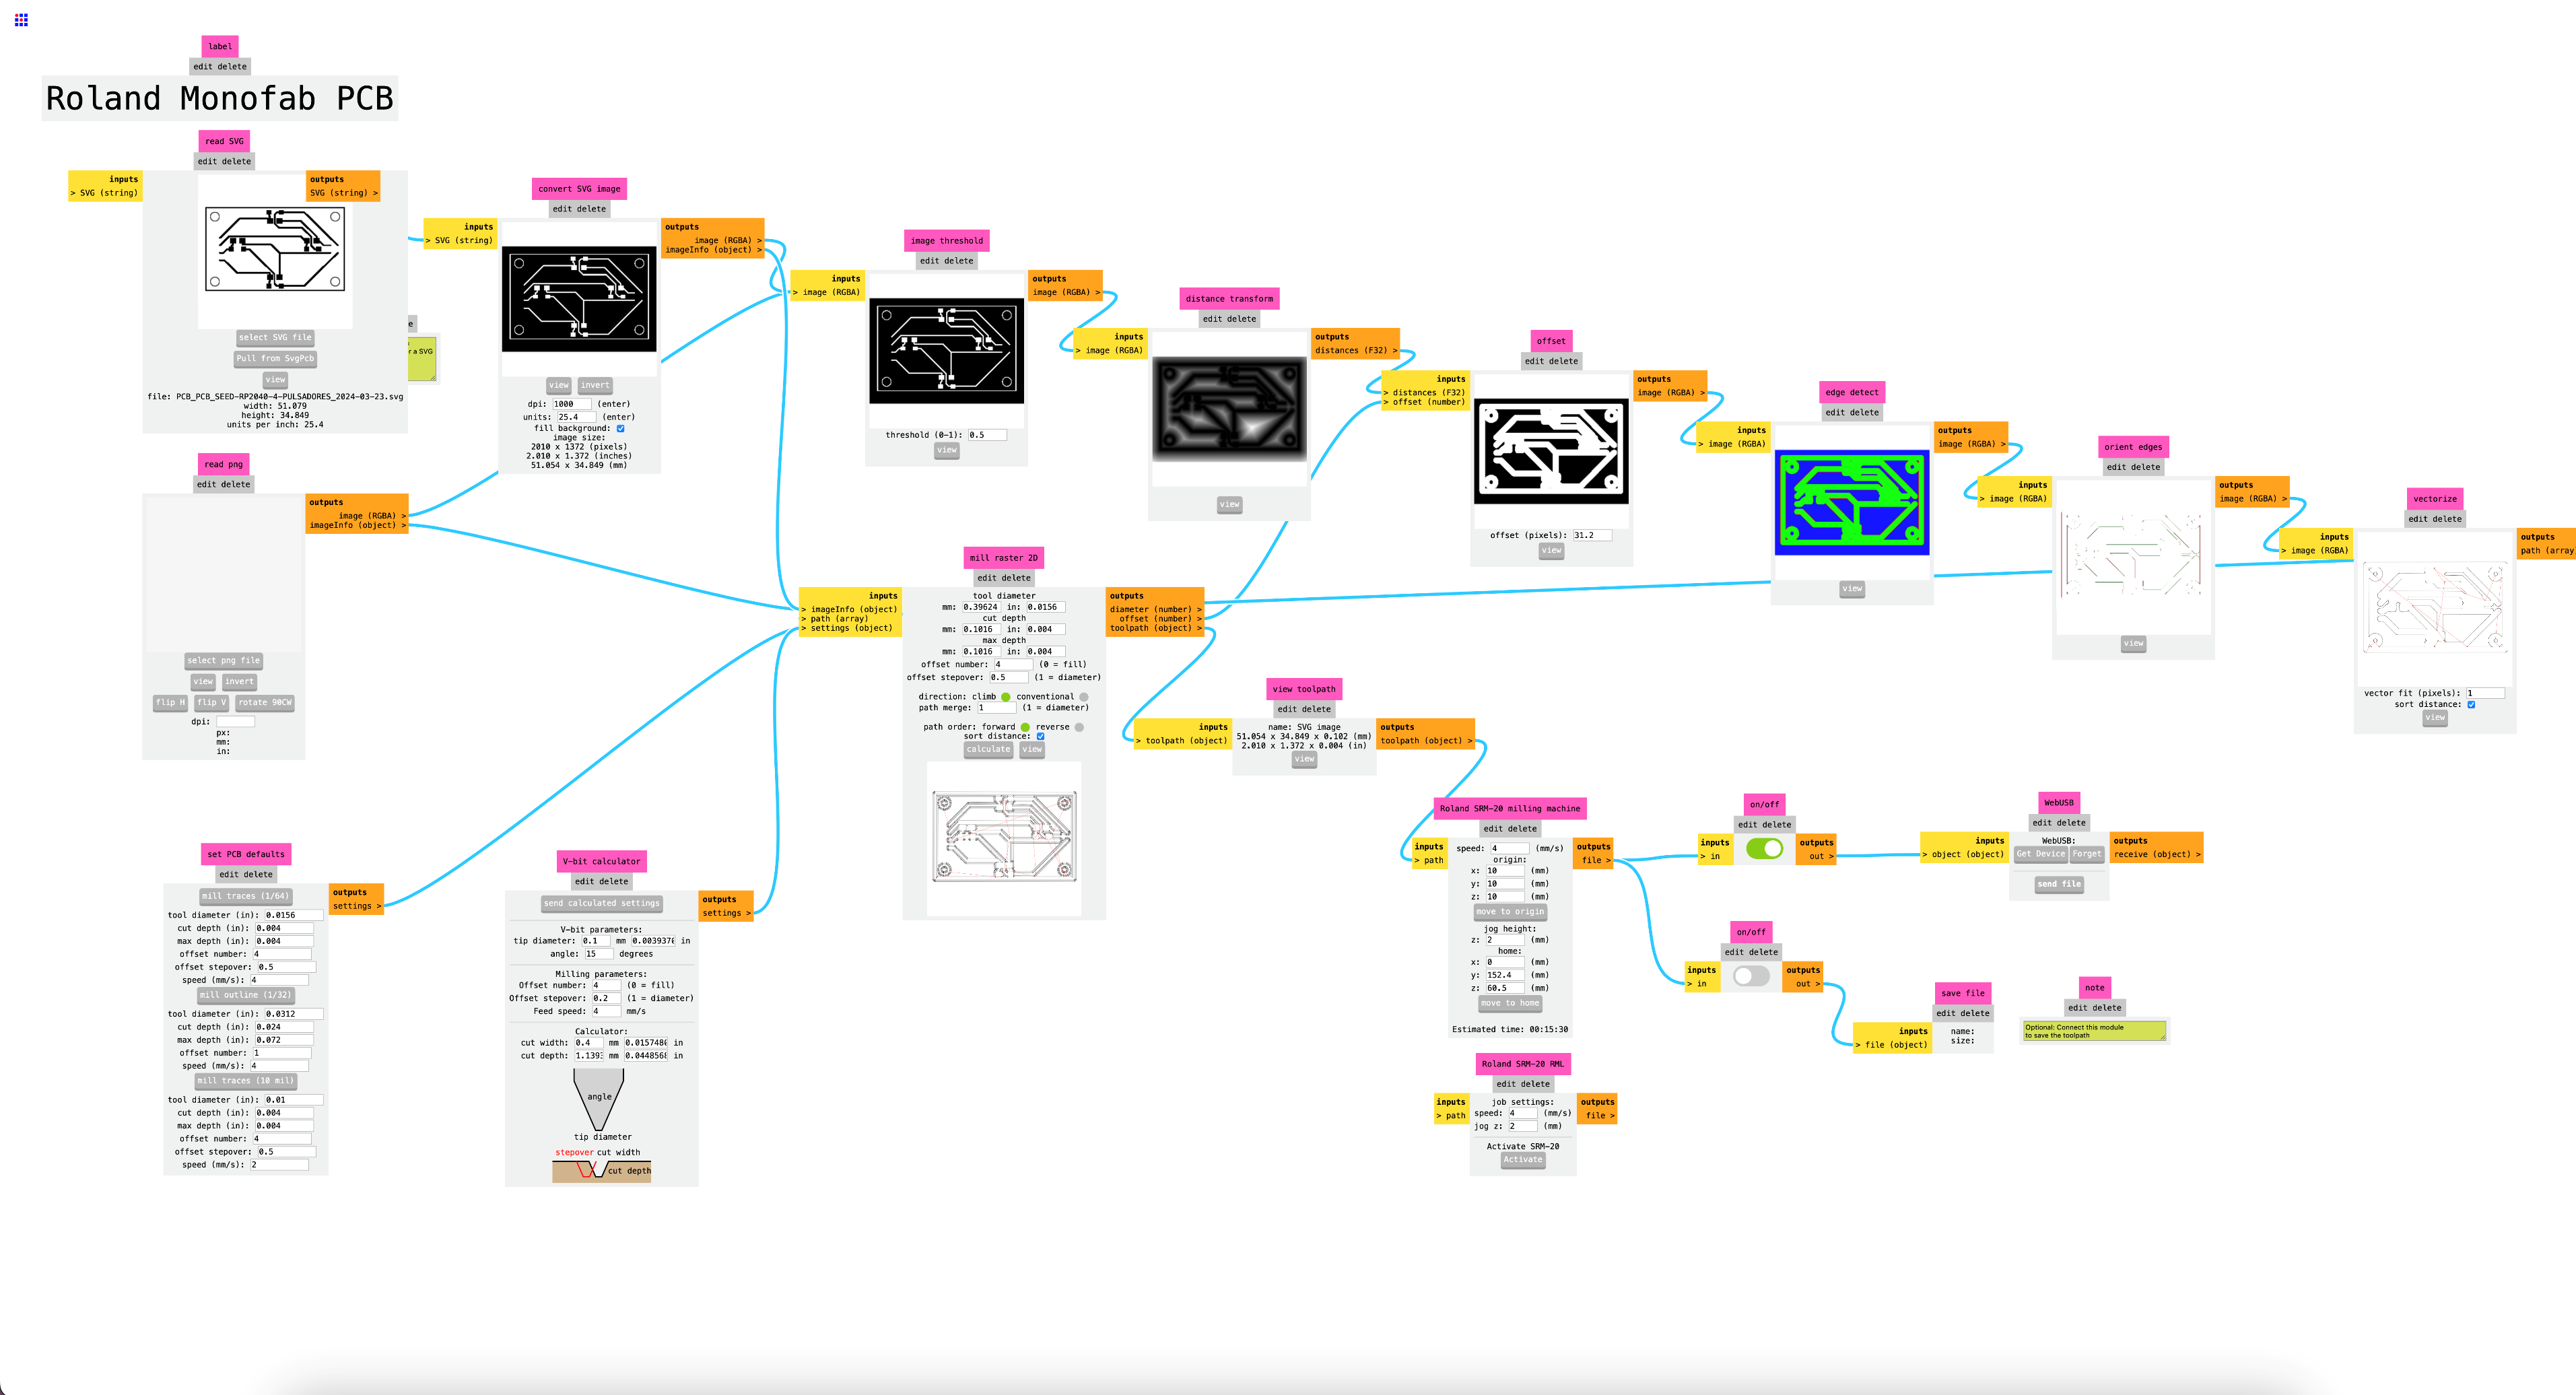 label
edit delete
Roland Monofab PCB
read SVG
edit delete
inputs
> SVG (string)
outputs
SVG (string) >
select SVG file
Pull from SvgPcb
view
file: PCB_PCB_SEED-RP2040-4-PULSADORES_2024-03-23.svg
width: 51.079
height: 34.849
units per inch: 25.4
r a SVG
convert SVG image
edit delete
inputs
> SVG (string)
outputs
image (RGBA) >
imageInfo (object) >
view invert
dpi: 1000 (enter)
units: 25.4 (enter)
fill background:
image size:
2010 x 1372 (pixels)
2.010 x 1.372 (inches)
51.054 x 34.849 (mm)
image threshold
edit delete
inputs
> image (RGBA)
outputs
image (RGBA) >
threshold (0-1): 0.5
view
distance transform
edit delete
inputs
> image (RGBA)
outputs
distances (F32) >
view
offset
edit delete
inputs
> distances (F32)
> offset (number)
outputs
image (RGBA) >
offset (pixels): 31.2
view
edge detect
edit delete
inputs
> image (RGBA)
outputs
image (RGBA) >
view
orient edges
edit delete
inputs
> image (RGBA)
outputs
image (RGBA) >
view
vectorize
edit delete
inputs
> image (RGBA)
outputs
path (array
vector fit (pixels): 1
sort distance:
view
read png
edit delete
outputs
image (RGBA) >
imageInfo (object) >
select png file
view invert
flip H flip V rotate 90CW
dpi:
px:
mm:
in:
mill raster 2D
edit delete
inputs
> imageInfo (object)
> path (array)
> settings (object)
outputs
diameter (number) >
offset (number) >
toolpath (object) >
tool diameter
mm: 0.39624 in: 0.0156
cut depth
mm: 0.1016 in: 0.004
max depth
mm: 0.1016 in: 0.004
offset number: 4 (0 = fill)
offset stepover: 0.5 (1 = diameter)
direction: climb conventional
path merge: 1 (1 = diameter)
path order: forward reverse
sort distance:
calculate view
view toolpath
edit delete
inputs
> toolpath (object)
name: SVG image
51.054 x 34.849 x 0.102 (mm)
2.010 x 1.372 x 0.004 (in)
view
outputs
toolpath (object) >
Roland SRM-20 milling machine
edit delete
inputs
> path
outputs
file >
speed: 4 (mm/s)
origin:
x: 10 (mm)
y: 10 (mm)
z: 10 (mm)
move to origin
jog height:
z: 2 (mm)
home:
x: 0 (mm)
y: 152.4 (mm)
z: 60.5 (mm)
move to home
Estimated time: 00:15:30
on/off
edit delete
inputs
> in
outputs
out >
WebUSB
edit delete
inputs
> object (object)
WebUSB:
Get Device Forget
send file
outputs
receive (object) >
on/off
edit delete
inputs
> in
outputs
out >
save file
edit delete
inputs
> file (object)
name:
size:
note
edit delete
Optional: Connect this module
to save the toolpath
Roland SRM-20 RML
edit delete
inputs
> path
outputs
file >
job settings:
speed: 4 (mm/s)
jog z: 2 (mm)
Activate SRM-20
Activate
set PCB defaults
edit delete
outputs
settings >
mill traces (1/64)
tool diameter (in): 0.0156
cut depth (in): 0.004
max depth (in): 0.004
offset number: 4
offset stepover: 0.5
speed (mm/s): 4
mill outline (1/32)
tool diameter (in): 0.0312
cut depth (in): 0.024
max depth (in): 0.072
offset number: 1
speed (mm/s): 4
mill traces (10 mil)
tool diameter (in): 0.01
cut depth (in): 0.004
max depth (in): 0.004
offset number: 4
offset stepover: 0.5
speed (mm/s): 2
V-bit calculator
edit delete
outputs
settings >
send calculated settings
V-bit parameters:
tip diameter: 0.1 mm 0.003937 in
angle: 15 degrees
Milling parameters:
Offset number: 4 (0 = fill)
Offset stepover: 0.2 (1 = diameter)
Feed speed: 4 mm/s
Calculator:
cut width: 0.4 mm 0.015748 in
cut depth: 1.139 mm 0.044856 in
angle
tip diameter
stepover cut width
cut depth